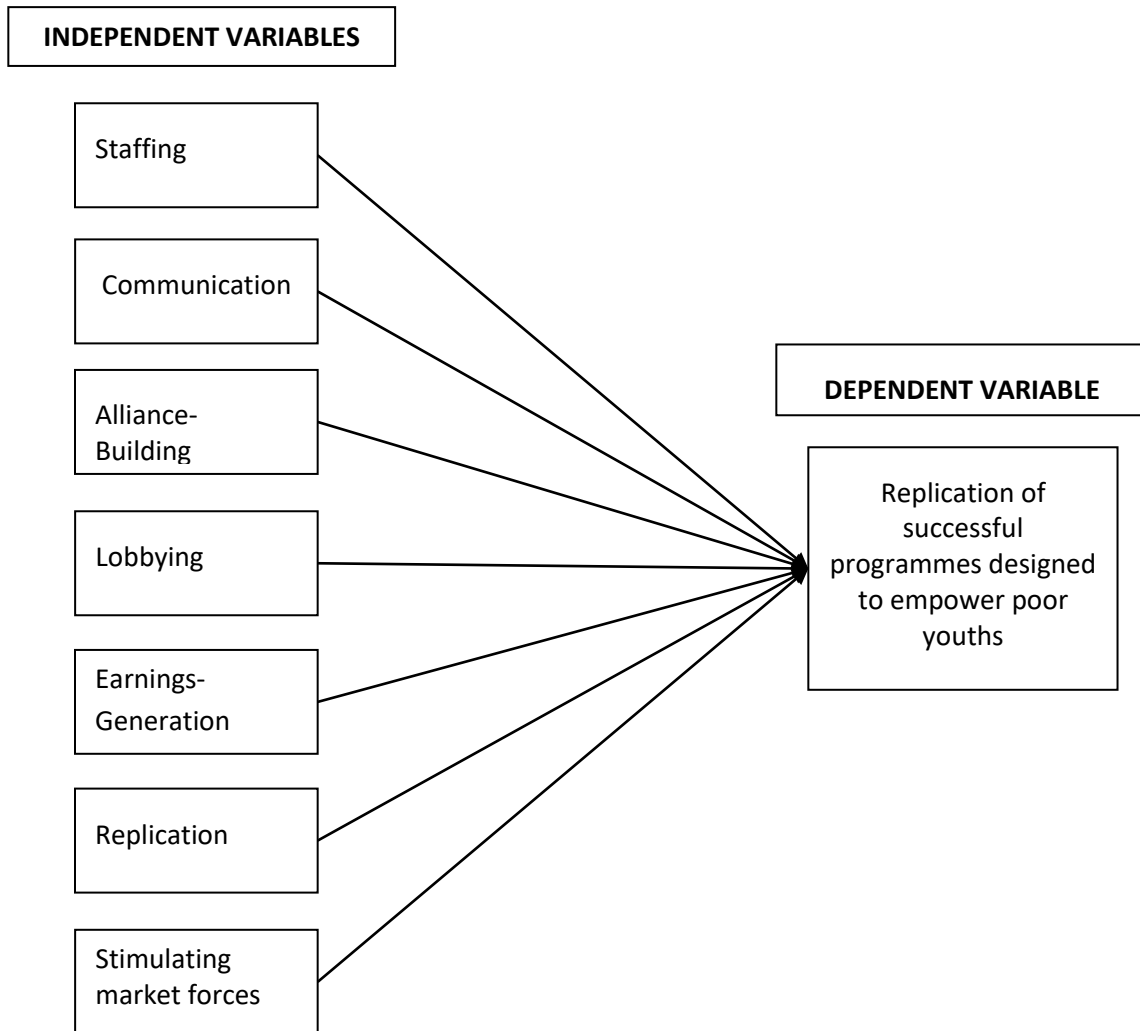 INDEPENDENT VARIABLES
Staffing
Communication
Alliance-
Building
Lobbying
Earnings-
Generation
Replication
Stimulating
market forces
DEPENDENT VARIABLE
Replication of
successful
programmes designed
to empower poor
youths